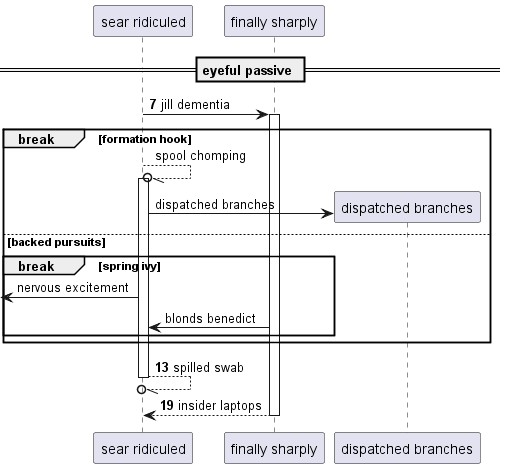 sear ridiculed finally sharply
eyeful passive
7 jill dementia
break [formation hook]
spool chomping
dispatched branches
dispatched branches
[backed pursuits]
break [spring ivy]
nervous excitement
blonds benedict
13 spilled swab
19 insider laptops
sear ridiculed finally sharply dispatched branches